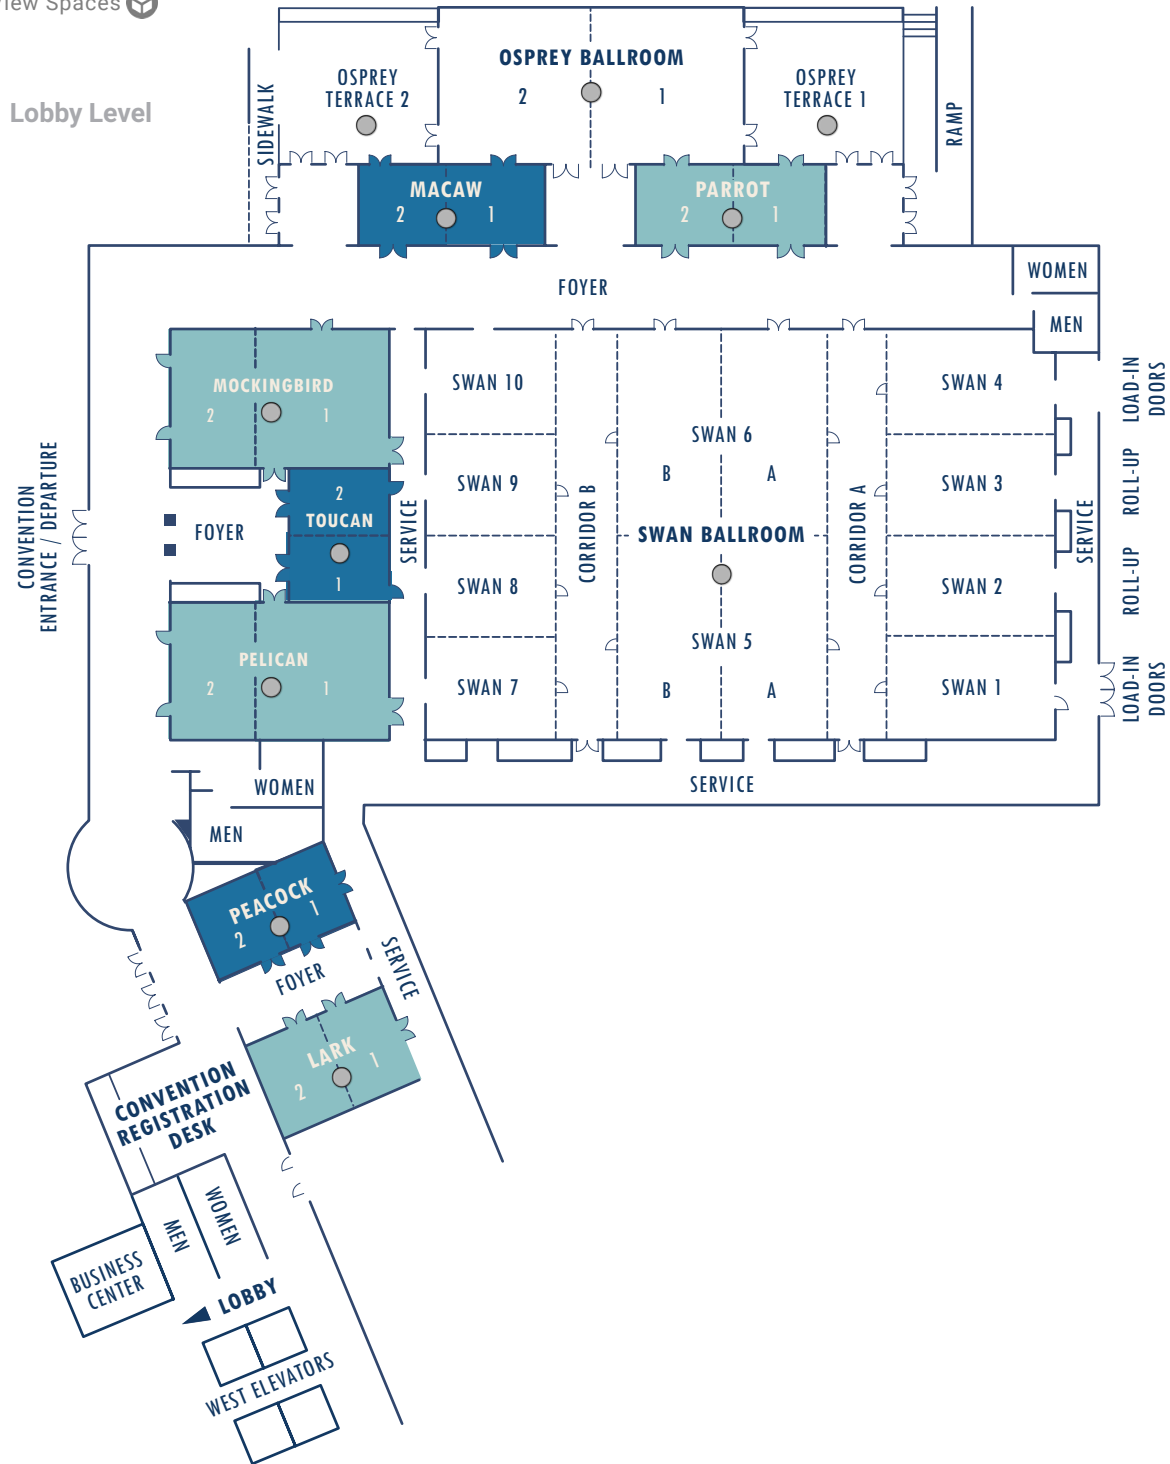 View Spaces
Lobby Level
OSPREY BALLROOM
2
1
OSPREY
TERRACE 2
OSPREY
TERRACE 1
SIDEWALK
RAMP
MACAW
2
1
PARROT
2
1
FOYER
WOMEN
MEN
MOCKINGBIRD
2
1
SWAN 10
SWAN 9
SWAN 8
SWAN 7
CORRIDOR B
SWAN 6
B
A
SWAN BALLROOM
SWAN 5
B
A
CORRIDOR A
SWAN 4
SWAN 3
SWAN 2
SWAN 1
LOAD-IN
DOORS
ROLL-UP
ROLL-UP
LOAD-IN
DOORS
SERVICE
SERVICE
SERVICE
CONVENTION
ENTRANCE / DEPARTURE
FOYER
2
TOUCAN
1
PELICAN
2
1
WOMEN
MEN
PEACOCK
2
1
FOYER
SERVICE
LARK
2
1
CONVENTION
REGISTRATION
DESK
MEN
WOMEN
BUSINESS
CENTER
LOBBY
WEST ELEVATORS